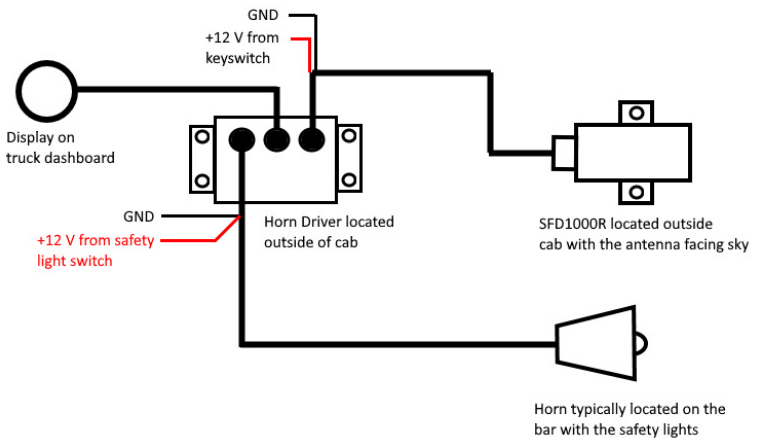 GND
+12 V from
keyswitch
Display on
truck dashboard
GND
+12 V from safety
light switch
Horn Driver located
outside of cab
SFD1000R located outside
cab with the antenna facing sky
Horn typically located on the
bar with the safety lights